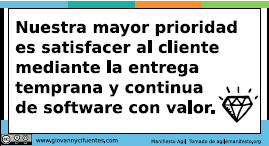 Nuestra mayor prioridad
es satisfacer al cliente
mediante la entrega
temprana y continua
de software con valor.
www.giovannycifuentes.com
Manifiesto Agil Tomado de agilemanifesto.org